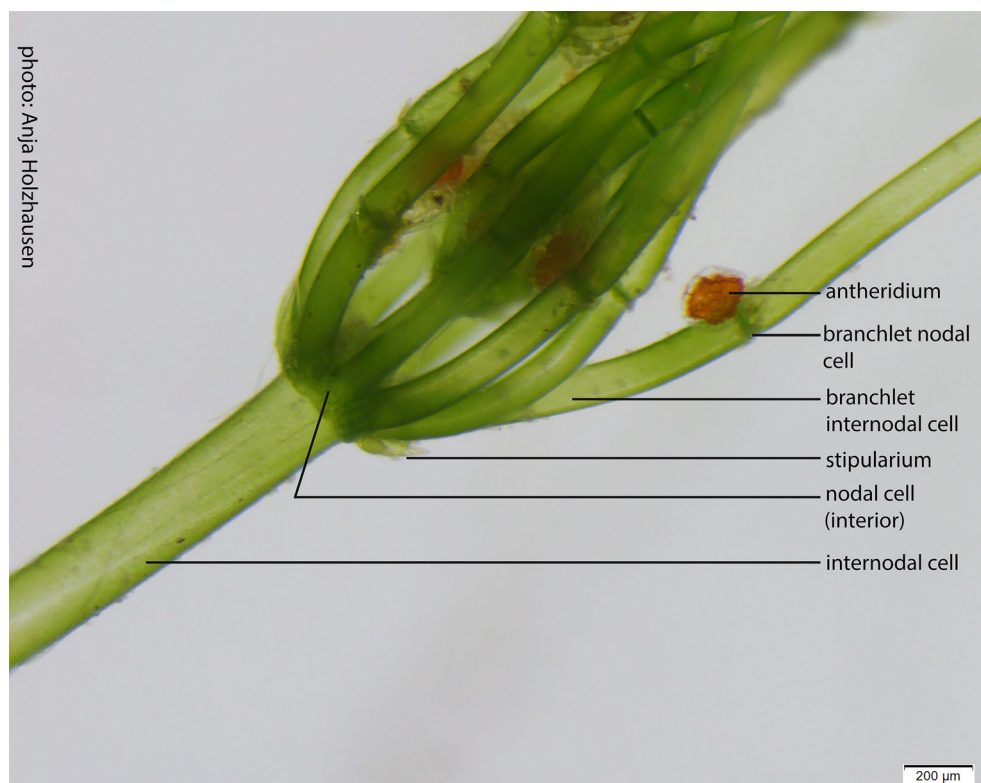 photo: Anja Holzhausen
antheridium
branchlet nodal
cell
branchlet
internodal cell
stipularium
nodal cell
(interior)
internodal cell
200 µm